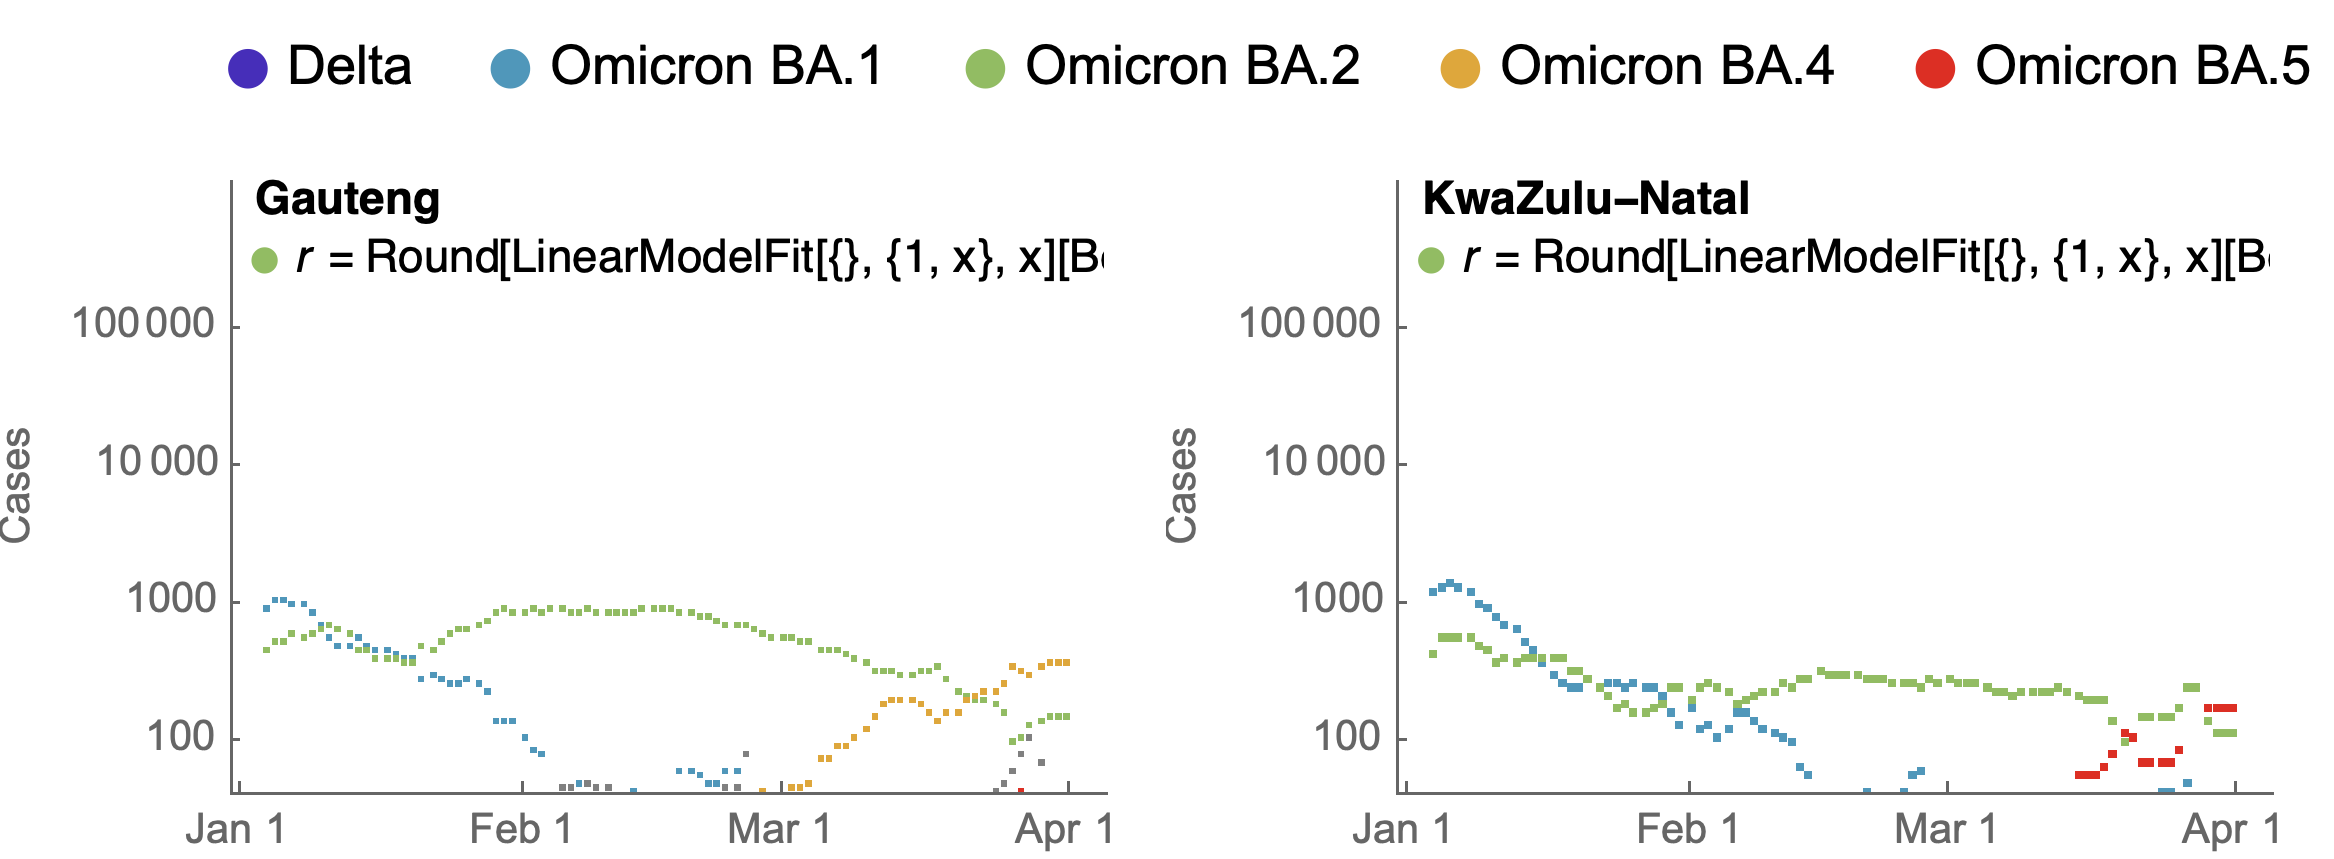 Delta Omicron BA.1 Omicron BA.2 Omicron BA.4 Omicron BA.5
Gauteng
r = Round[LinearModelFit[{}, {1, x}, x][B
100 000
10 000
1000
100
Cases
Jan 1 Feb 1 Mar 1 Apr 1
KwaZulu–Natal
r = Round[LinearModelFit[{}, {1, x}, x][B
100 000
10 000
1000
100
Cases
Jan 1 Feb 1 Mar 1 Apr 1